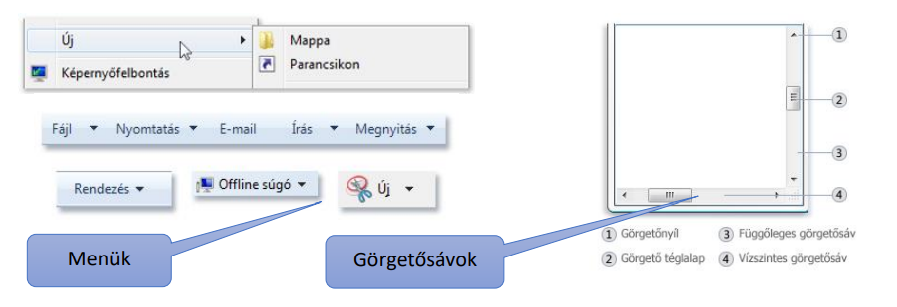 Új
Mappa
Parancsikon
Képernyőfelbontás
Fájl Nyomtatás E-mail Írás Megnyitás
Rendezés
Offline súgó
Új
Menük
Görgetősávok
1
2
3
4
1 Görgetőnyíl 3 Függőleges görgetősáv
2 Görgető téglalap 4 Vízszintes görgetősáv